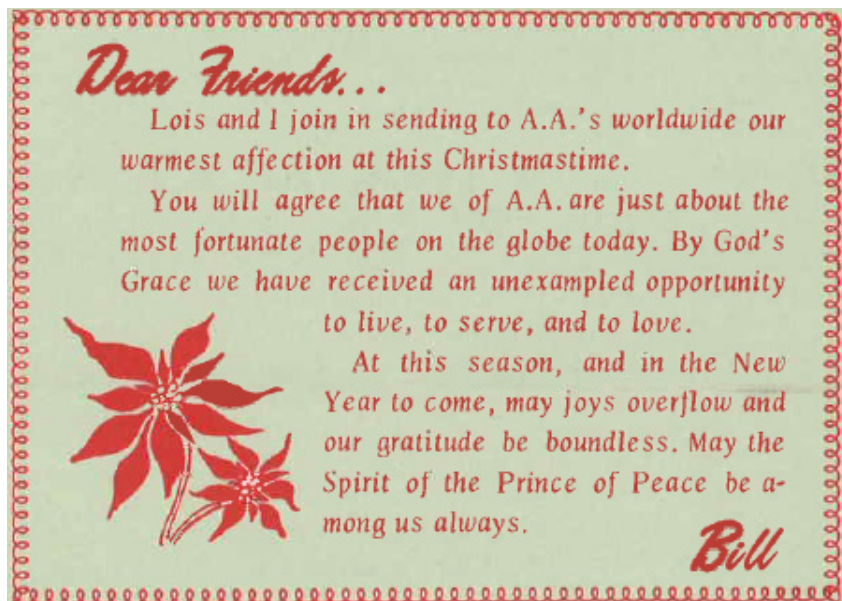 Dear Friends...
Lois and I join in sending to A.A.'s worldwide our
warmest affection at this Christmastime.
You will agree that we of A.A. are just about the
most fortunate people on the globe today. By God's
Grace we have received an unexampled opportunity
to live, to serve, and to love.
At this season, and in the New
Year to come, may joys overflow and
our gratitude be boundless. May the
Spirit of the Prince of Peace be a-
mong us always.
Bill